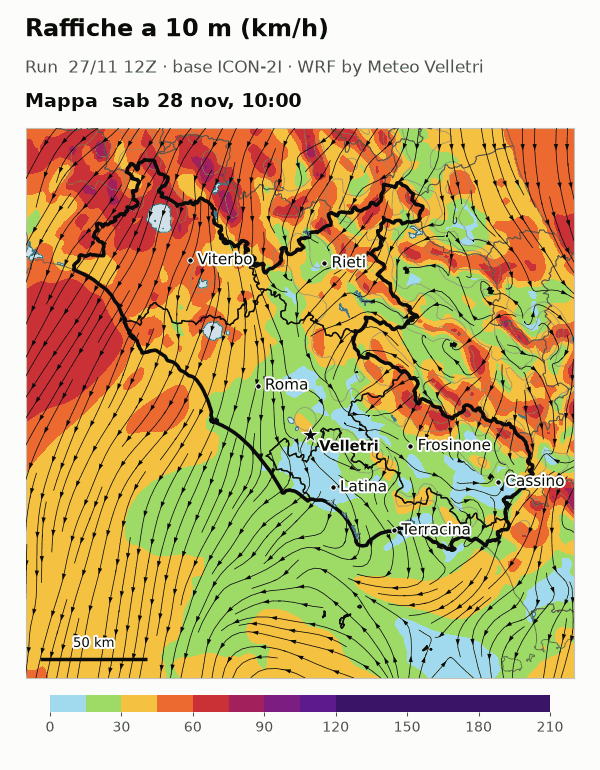 Raffiche a 10 m (km/h)
Run  27/11 12Z · base ICON-2I · WRF by Meteo Velletri
Mappa  sab 28 nov, 10:00
Viterbo
Rieti
Roma
Velletri
Frosinone
Latina
Cassino
Terracina
50 km
0 30 60 90 120 150 180 210